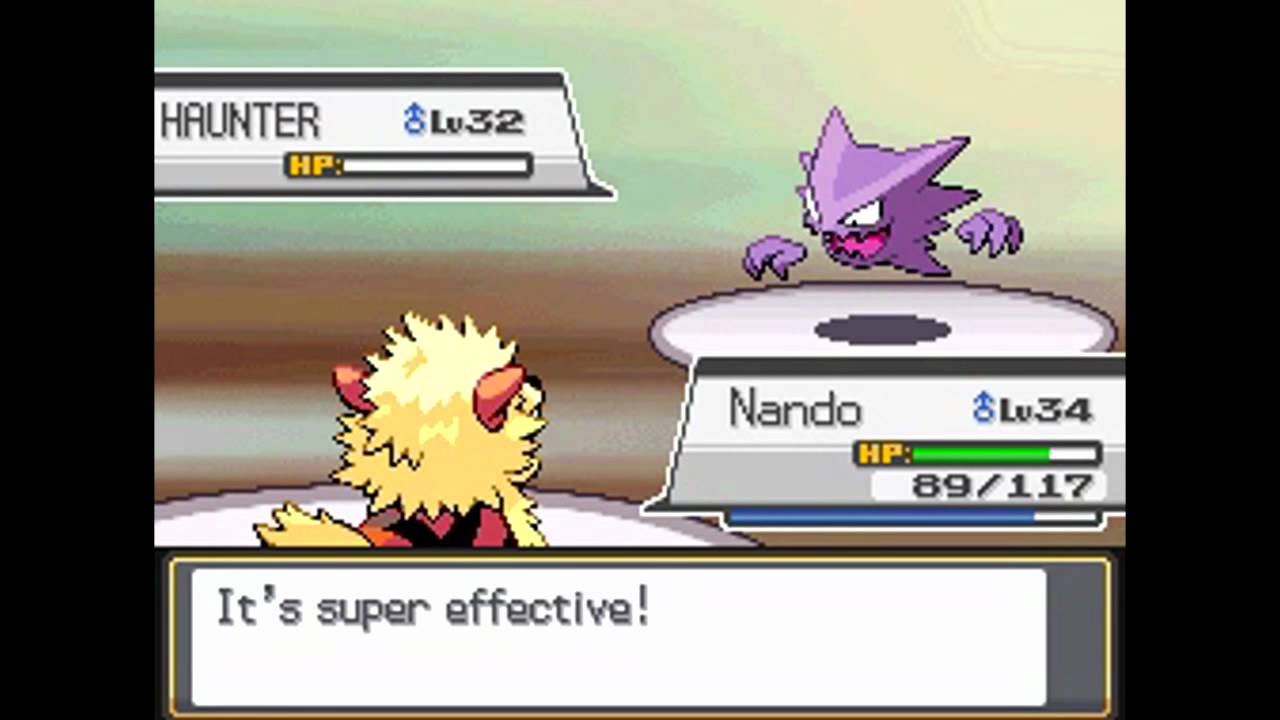 HAUNTER ♂Lv32
HP:
Nando ♂Lv34
HP:
89/117
It's super effective!